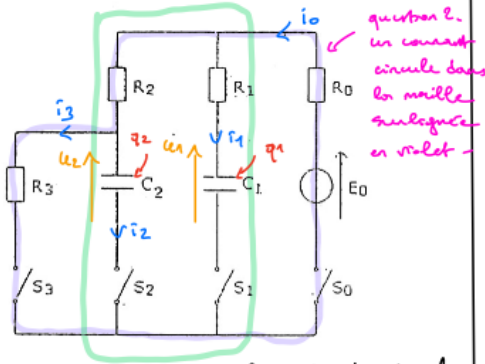 i0
question 2.
un courant
circule dans
la maille
surlignée
en violet -
R2
R1
R0
i3
q2
i1
q1
u2
u1
R3
C2
C1
E0
i2
S3
S2
S1
S0